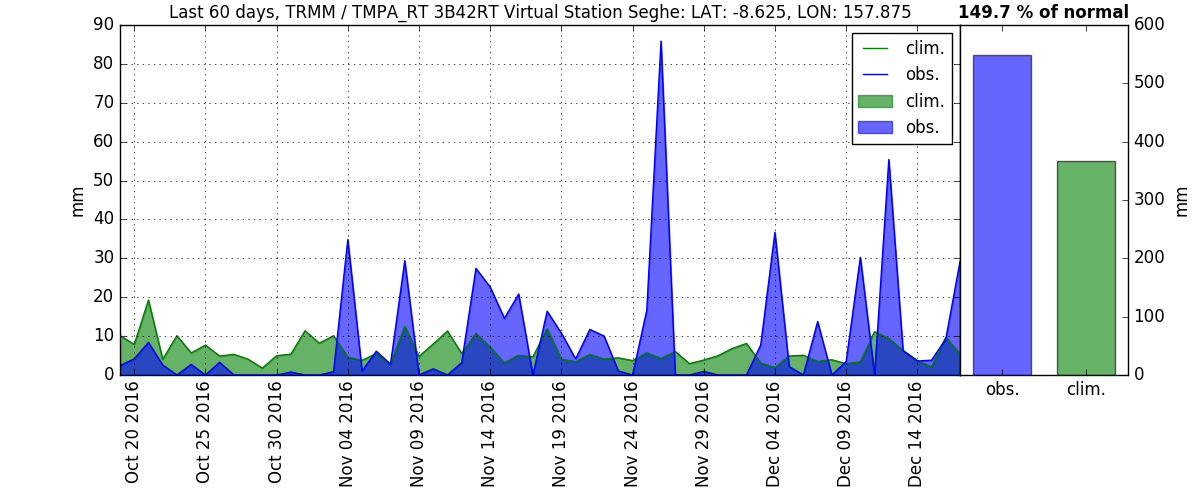 Last 60 days, TRMM / TMPA_RT 3B42RT Virtual Station Seghe: LAT: -8.625, LON: 157.875
149.7 % of normal
90
80
70
60
50
40
30
20
10
0
mm
clim.
obs.
clim.
obs.
Oct 20 2016
Oct 25 2016
Oct 30 2016
Nov 04 2016
Nov 09 2016
Nov 14 2016
Nov 19 2016
Nov 24 2016
Nov 29 2016
Dec 04 2016
Dec 09 2016
Dec 14 2016
600
500
400
300
200
100
0
mm
obs.
clim.